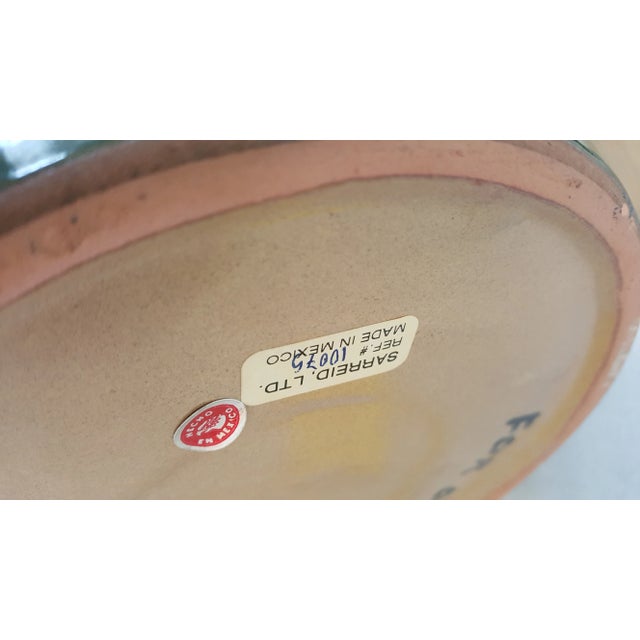 SARREID, LTD.
REF.# 10075
MADE IN MEXICO
HECHO
EN MEXICO